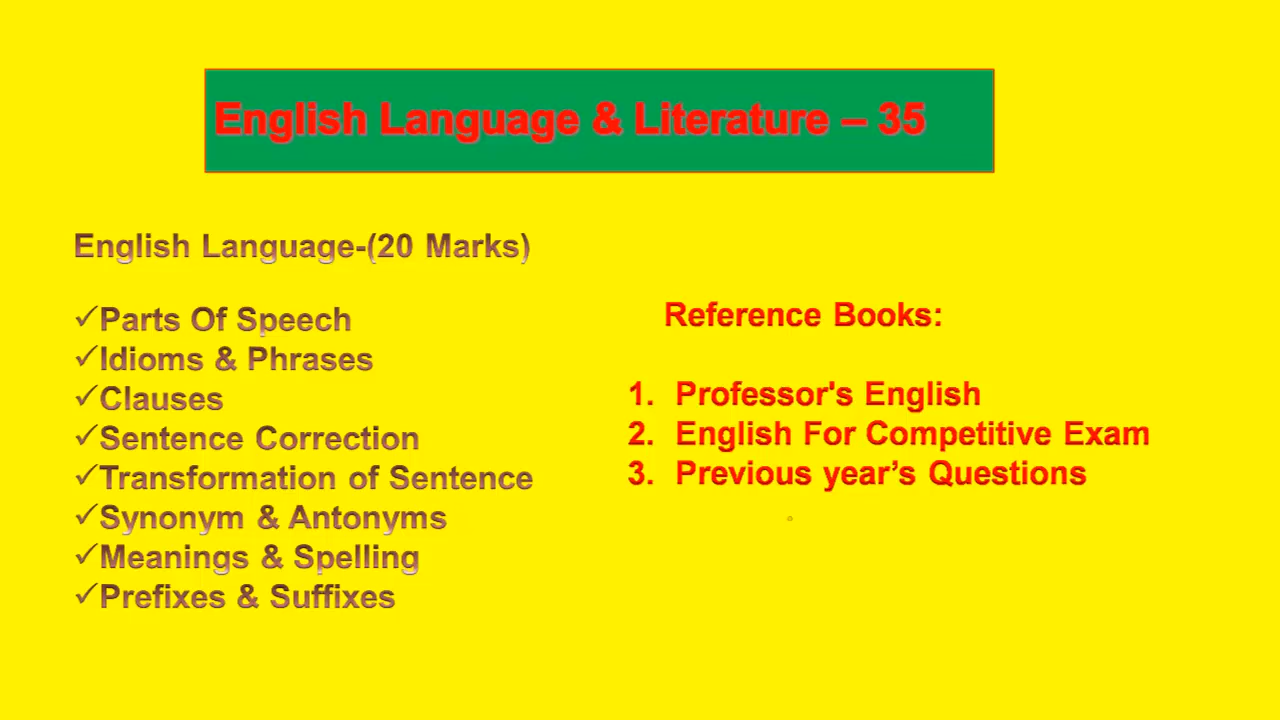 English Language & Literature – 35
English Language-(20 Marks)
✓Parts Of Speech
✓Idioms & Phrases
✓Clauses
✓Sentence Correction
✓Transformation of Sentence
✓Synonym & Antonyms
✓Meanings & Spelling
✓Prefixes & Suffixes
Reference Books:
1. Professor's English
2. English For Competitive Exam
3. Previous year’s Questions